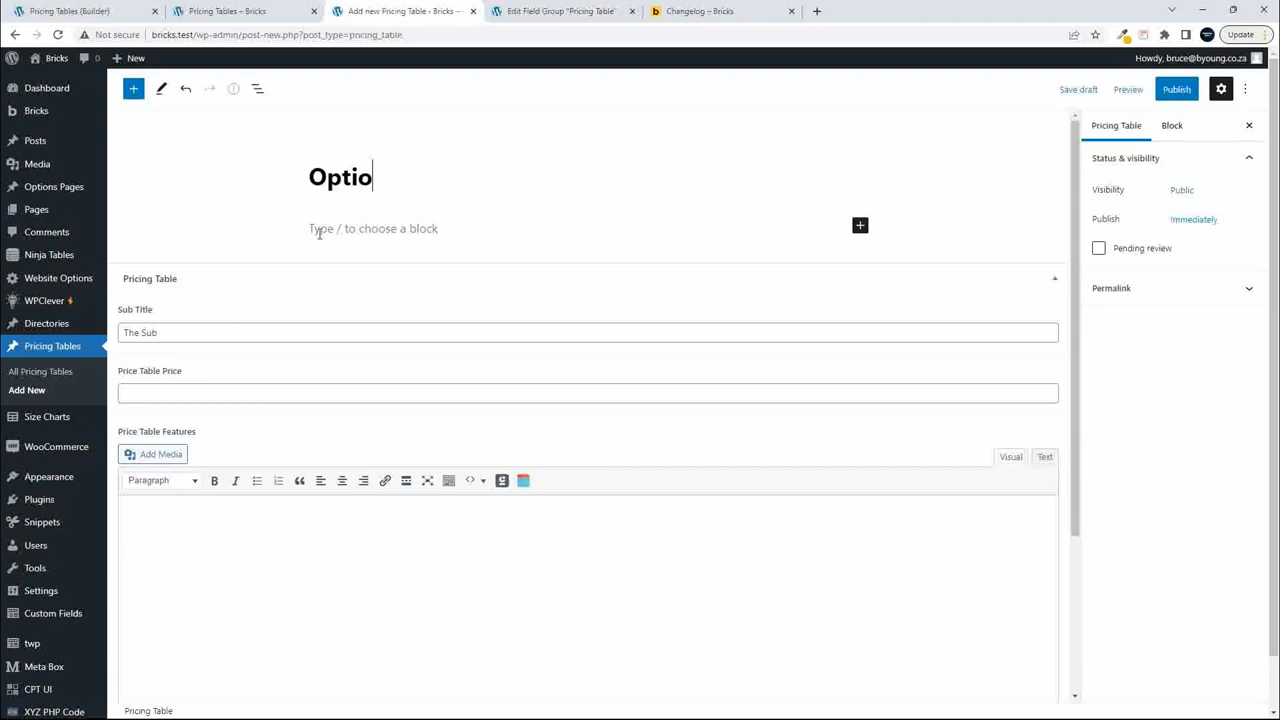 Pricing Tables (Builder)
Pricing Tables – Bricks
Add new Pricing Table ‹ Bricks —
Edit Field Group "Pricing Table"
Changelog – Bricks
Not secure
bricks.test/wp-admin/post-new.php?post_type=pricing_table
Update
Bricks
0
New
Howdy, bruce@byoung.co.za
Dashboard
Bricks
Posts
Media
Options Pages
Pages
Comments
Ninja Tables
Website Options
WPClever
Directories
Pricing Tables
All Pricing Tables
Add New
Size Charts
WooCommerce
Appearance
Plugins
Snippets
Users
Tools
Settings
Custom Fields
twp
Meta Box
CPT UI
XYZ PHP Code
Save draft
Preview
Publish
Optio
Type / to choose a block
Pricing Table
Sub Title
The Sub
Price Table Price
Price Table Features
Add Media
Visual
Text
Paragraph
B
I
Pricing Table
Pricing Table
Block
Status & visibility
Visibility
Public
Publish
Immediately
Pending review
Permalink